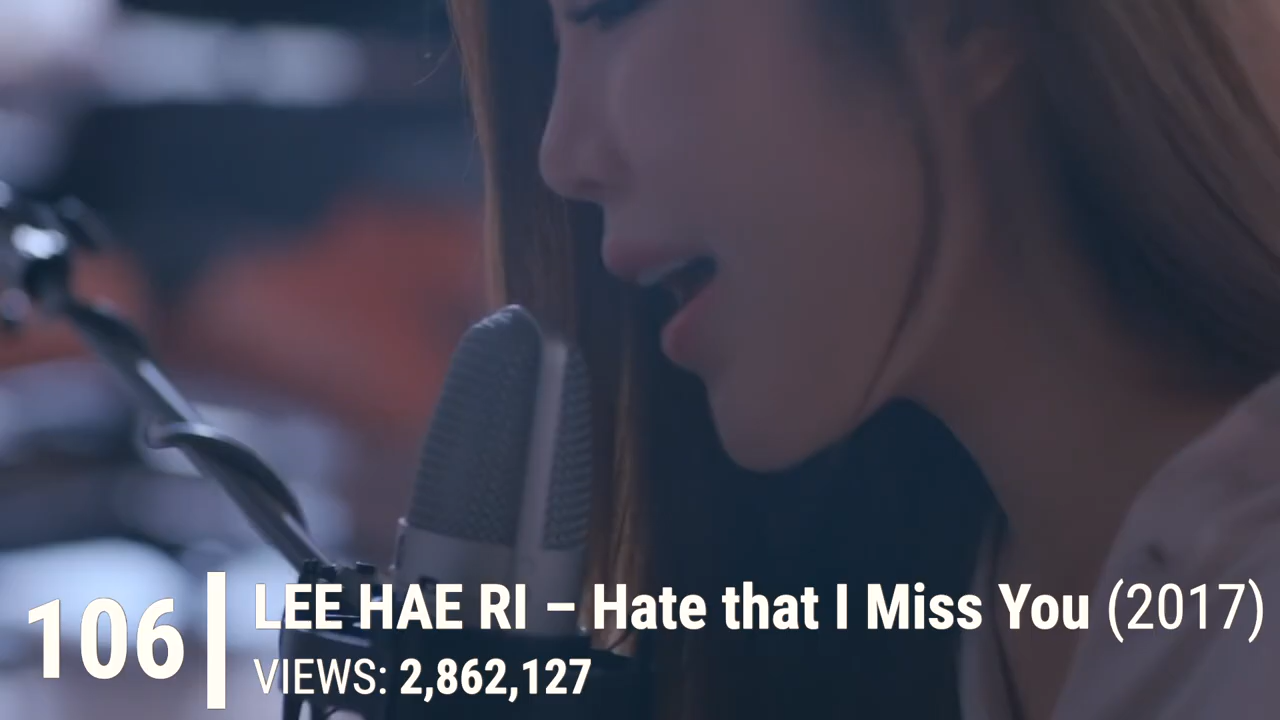 106
LEE HAE RI – Hate that I Miss You (2017)
VIEWS: 2,862,127